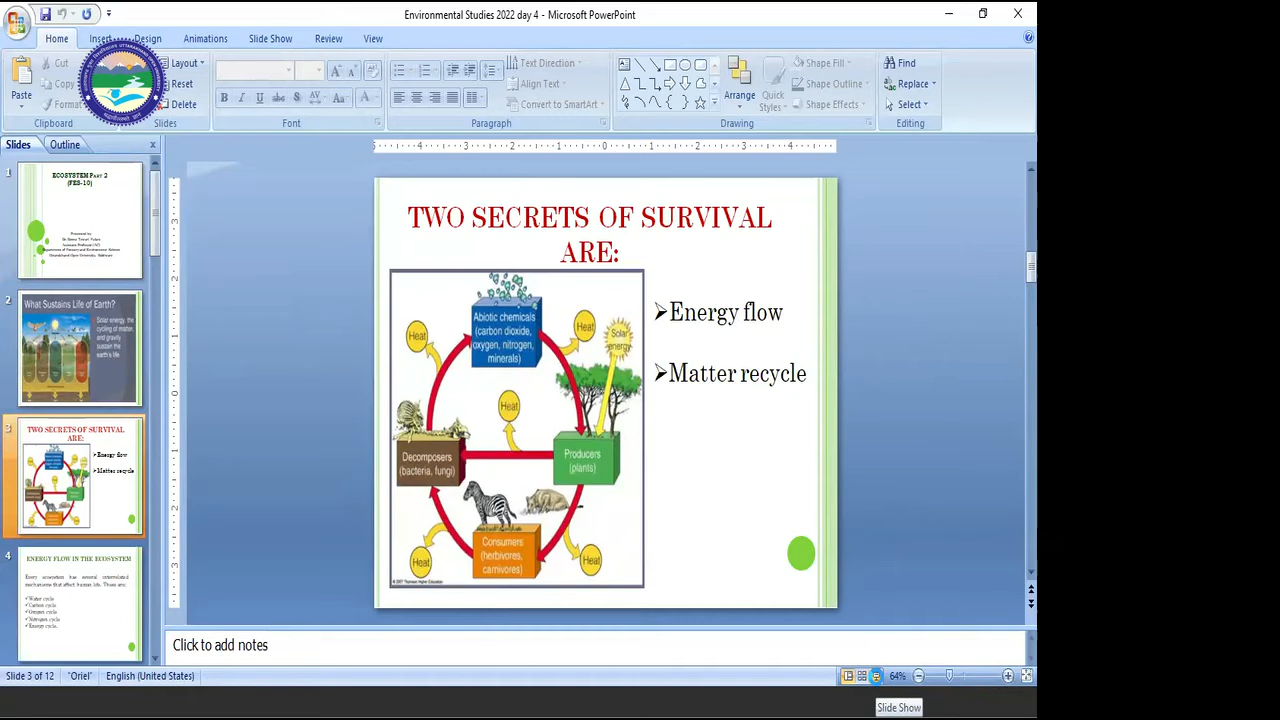 Environmental Studies 2022 day 4 - Microsoft PowerPoint
Home Insert Design Animations Slide Show Review View
Paste
Cut
Copy
Format
Clipboard
Layout
Reset
Delete
Slides
Font
Text Direction
Align Text
Convert to SmartArt
Paragraph
Arrange
Quick
Styles
Shape Fill
Shape Outline
Shape Effects
Drawing
Find
Replace
Select
Editing
Slides Outline
1
ECOSYSTEM PART 2
(FES-10)
2
What Sustains Life of Earth?
Solar energy, the
cycling of matter,
and gravity
sustain the
earth's life.
3
TWO SECRETS OF SURVIVAL
ARE:
Energy flow
Matter recycle
4
ENERGY FLOW IN THE ECOSYSTEM
Every ecosystem has several interrelated
mechanisms that affect human life. These are:
Water cycle
Carbon cycle
Oxygen cycle
Nitrogen cycle
Energy cycle.
TWO SECRETS OF SURVIVAL
ARE:
➢Energy flow
➢Matter recycle
Abiotic chemicals
(carbon dioxide,
oxygen, nitrogen,
minerals)
Heat
Heat
Solar
energy
Heat
Decomposers
(bacteria, fungi)
Producers
(plants)
Consumers
(herbivores,
carnivores)
Heat
Heat
Click to add notes
Slide 3 of 12 "Oriel" English (United States) 64%
Slide Show